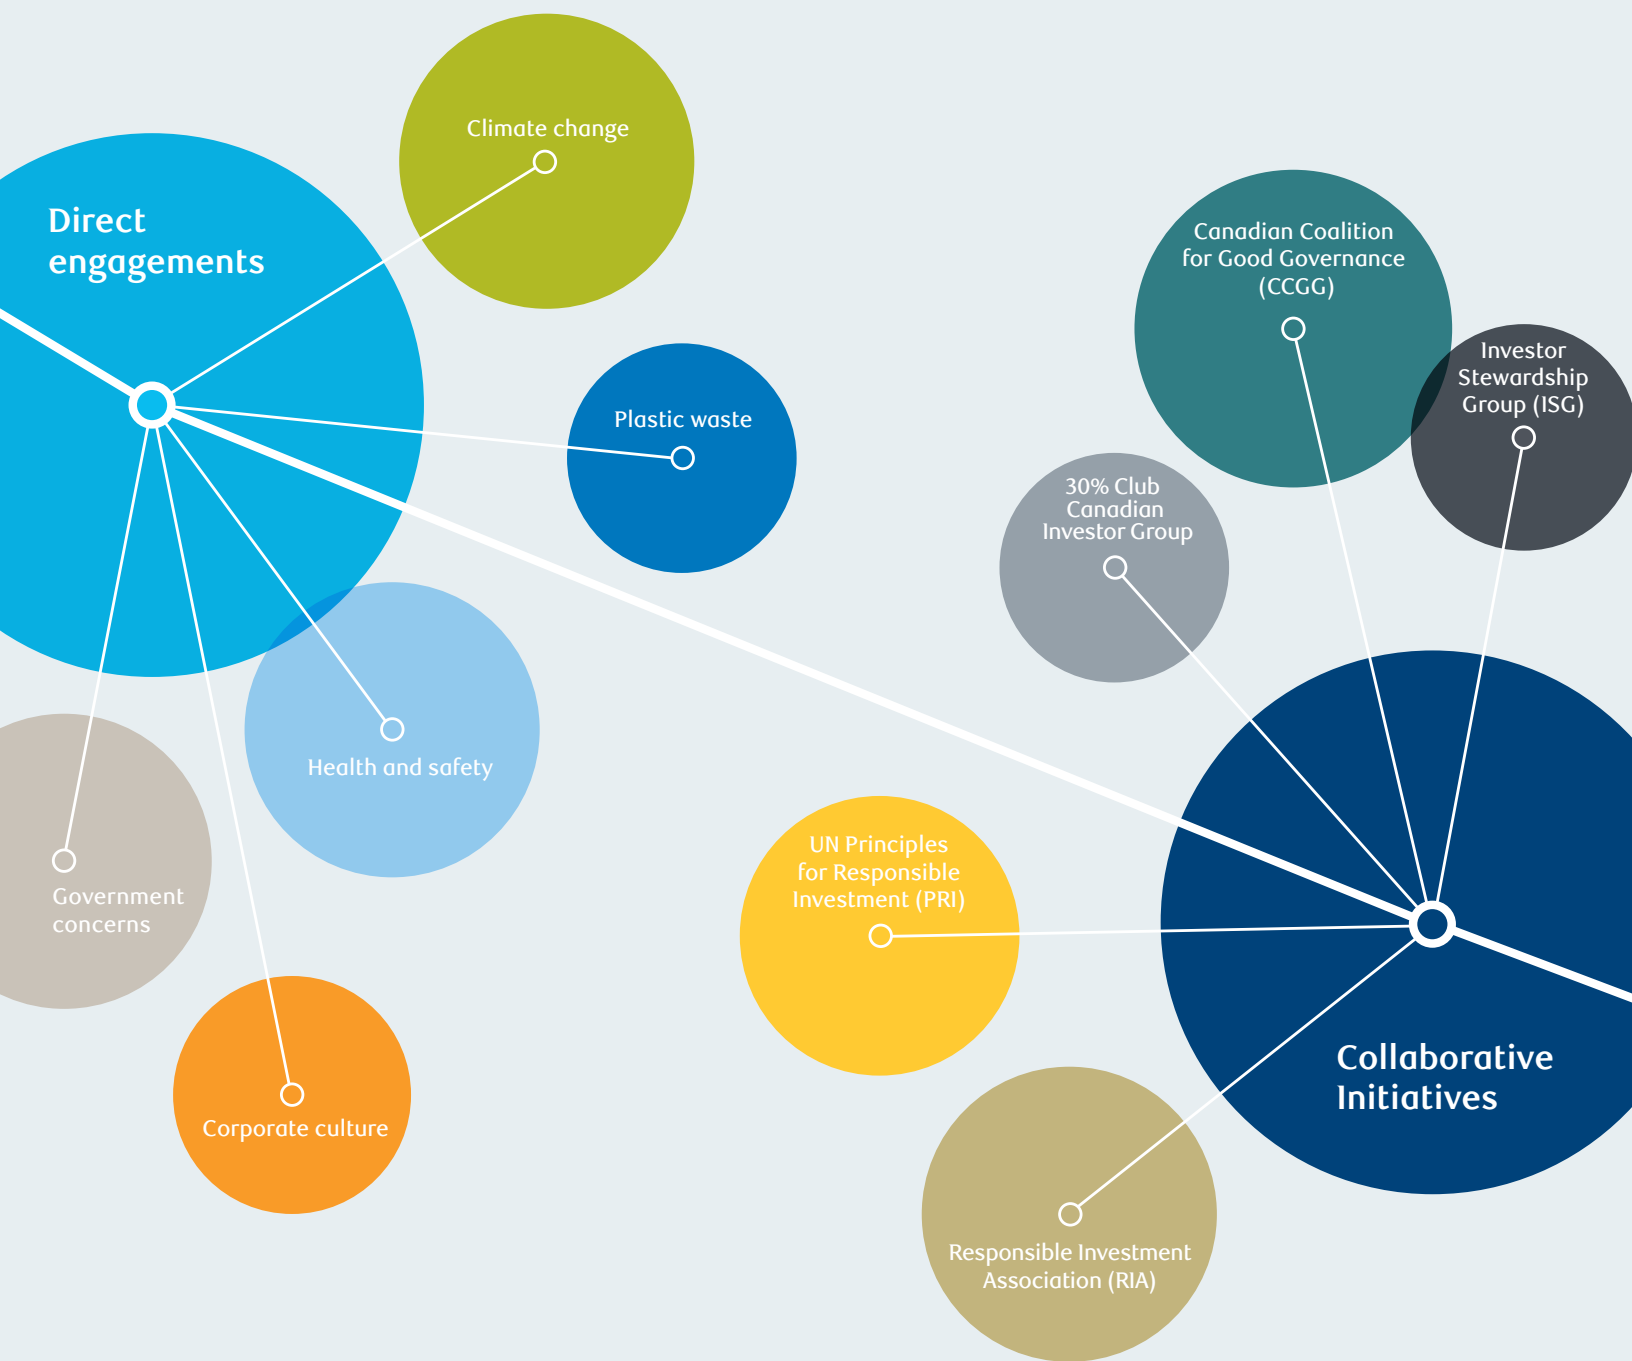 Direct
engagements
Climate change
Plastic waste
Health and safety
Government
concerns
Corporate culture
Canadian Coalition
for Good Governance
(CCGG)
Investor
Stewardship
Group (ISG)
30% Club
Canadian
Investor Group
UN Principles
for Responsible
Investment (PRI)
Responsible Investment
Association (RIA)
Collaborative
Initiatives